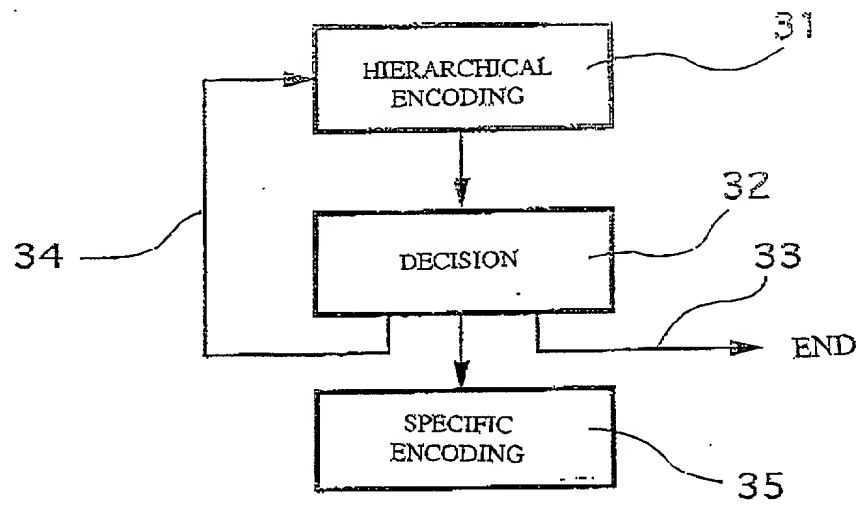 31
HIERARCHICAL
ENCODING
32
34
DECISION
33
END
SPECIFIC
ENCODING
35